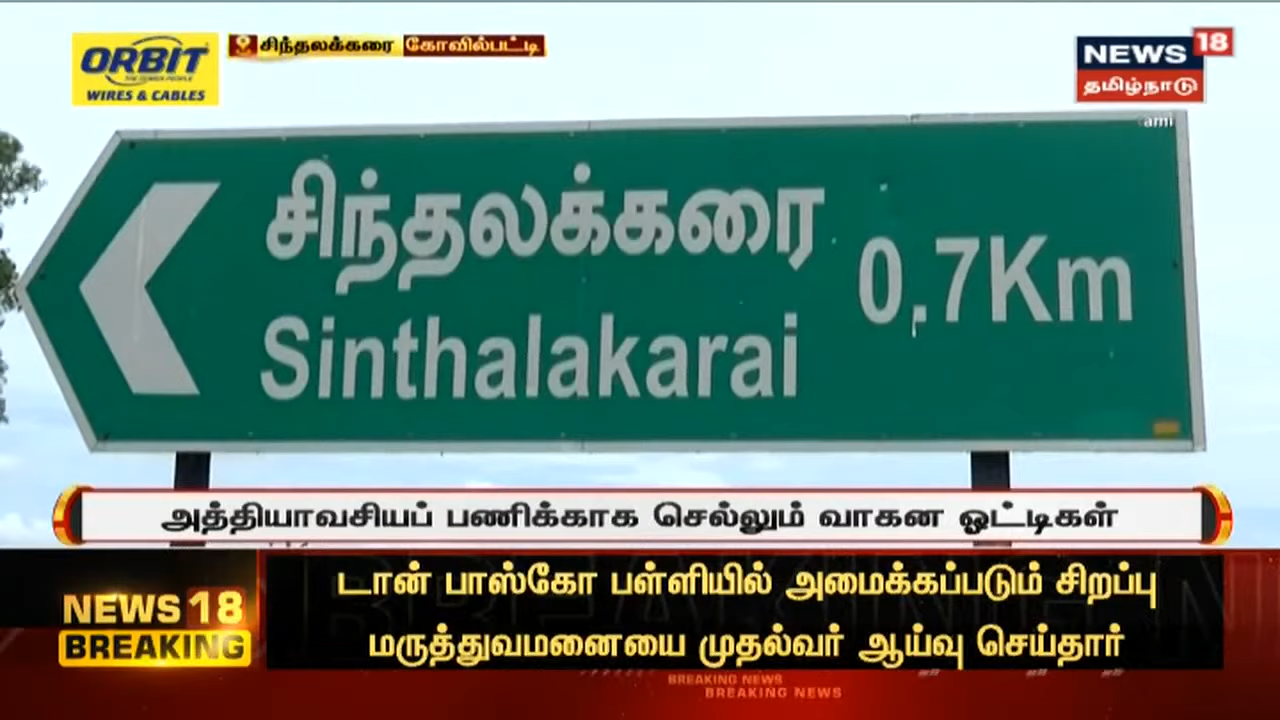 ORBIT
THE POWER PEOPLE
WIRES & CABLES
சிந்தலக்கரை கோவில்பட்டி
NEWS 18
தமிழ்நாடு
ami
சிந்தலக்கரை
0.7Km
Sinthalakarai
அத்தியாவசியப் பணிக்காக செல்லும் வாகன ஓட்டிகள்
NEWS 18
BREAKING
டான் பாஸ்கோ பள்ளியில் அமைக்கப்படும் சிறப்பு
மருத்துவமனையை முதல்வர் ஆய்வு செய்தார்
BREAKING NEWS
BREAKING NEWS